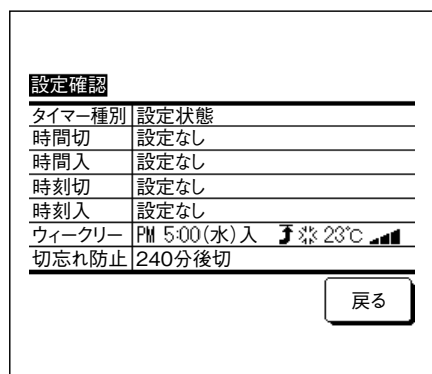 設定確認
タイマー種別 設定状態
時間切 設定なし
時間入 設定なし
時刻切 設定なし
時刻入 設定なし
ウィークリー PM 5:00(水)入 23℃
切忘れ防止 240分後切
戻る